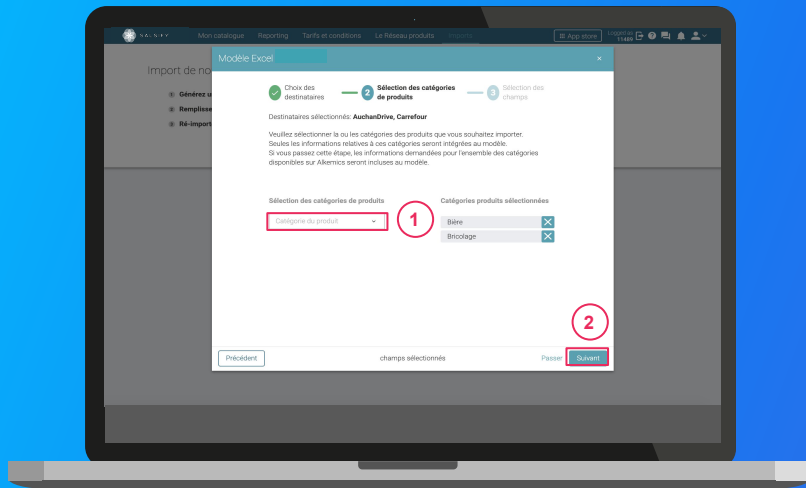 SALSIFY Mon catalogue Reporting Tarifs et conditions Le Réseau produits Imports App store Logged as
11489
Import de no
Générez u
Remplisse
Ré-import
Modèle Excel ×
Choix des
destinataires
2 Sélection des catégories
de produits
3 Sélection des
champs
Destinataires sélectionnés: AuchanDrive, Carrefour
Veuillez sélectionner la ou les catégories des produits que vous souhaitez importer.
Seules les informations relatives à ces catégories seront intégrées au modèle.
Si vous passez cette étape, les informations demandées pour l'ensemble des catégories
disponibles sur Alkemics seront incluses au modèle.
Sélection des catégories de produits
Catégorie du produit
1
Catégories produits sélectionnées
Bière
Bricolage
2
Précédent champs sélectionnés Passer Suivant